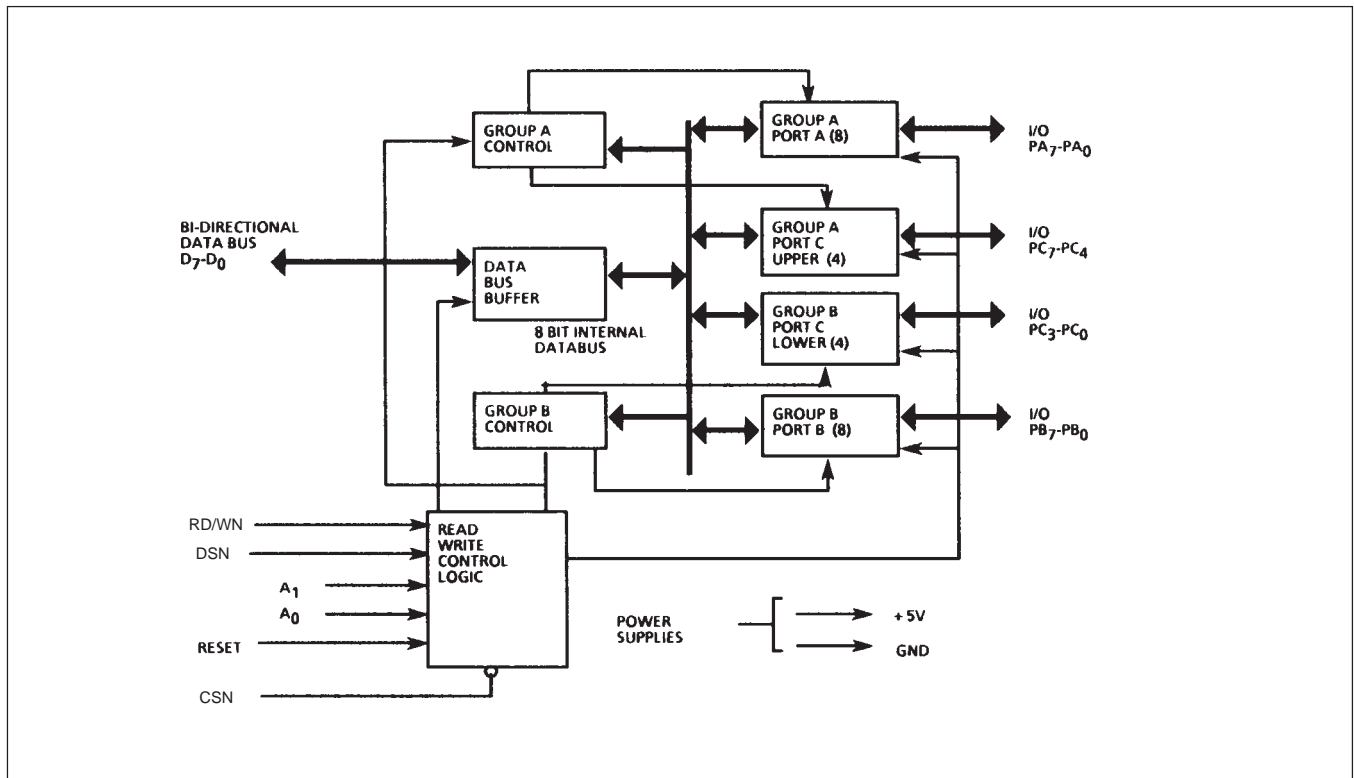 GROUP A
CONTROL
GROUP A
PORT A (8)
I/O
PA7-PA0
BI-DIRECTIONAL
DATA BUS
D7-D0
DATA
BUS
BUFFER
8 BIT INTERNAL
DATABUS
GROUP A
PORT C
UPPER (4)
I/O
PC7-PC4
GROUP B
PORT C
LOWER (4)
I/O
PC3-PC0
GROUP B
CONTROL
GROUP B
PORT B (8)
I/O
PB7-PB0
RD/WN
DSN
A1
A0
RESET
CSN
READ
WRITE
CONTROL
LOGIC
POWER
SUPPLIES
+5V
GND